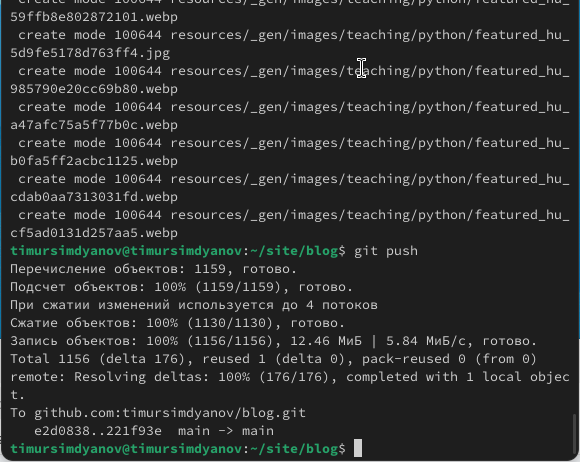 create mode 100644 resources/_gen/images/teaching/python/featured_hu_
59ffb8e802872101.webp
create mode 100644 resources/_gen/images/teaching/python/featured_hu_
5d9fe5178d763ff4.jpg
create mode 100644 resources/_gen/images/teaching/python/featured_hu_
985790e20cc69b80.webp
create mode 100644 resources/_gen/images/teaching/python/featured_hu_
a47afc75a5f77b0c.webp
create mode 100644 resources/_gen/images/teaching/python/featured_hu_
b0fa5ff2acbc1125.webp
create mode 100644 resources/_gen/images/teaching/python/featured_hu_
cdab0aa7313031fd.webp
create mode 100644 resources/_gen/images/teaching/python/featured_hu_
cf5ad0131d257aa5.webp
timursimdyanov@timursimdyanov:~/site/blog$ git push
Перечисление объектов: 1159, готово.
Подсчет объектов: 100% (1159/1159), готово.
При сжатии изменений используется до 4 потоков
Сжатие объектов: 100% (1130/1130), готово.
Запись объектов: 100% (1156/1156), 12.46 МиБ | 5.84 МиБ/с, готово.
Total 1156 (delta 176), reused 1 (delta 0), pack-reused 0 (from 0)
remote: Resolving deltas: 100% (176/176), completed with 1 local objec
t.
To github.com:timursimdyanov/blog.git
e2d0838..221f93e main -> main
timursimdyanov@timursimdyanov:~/site/blog$